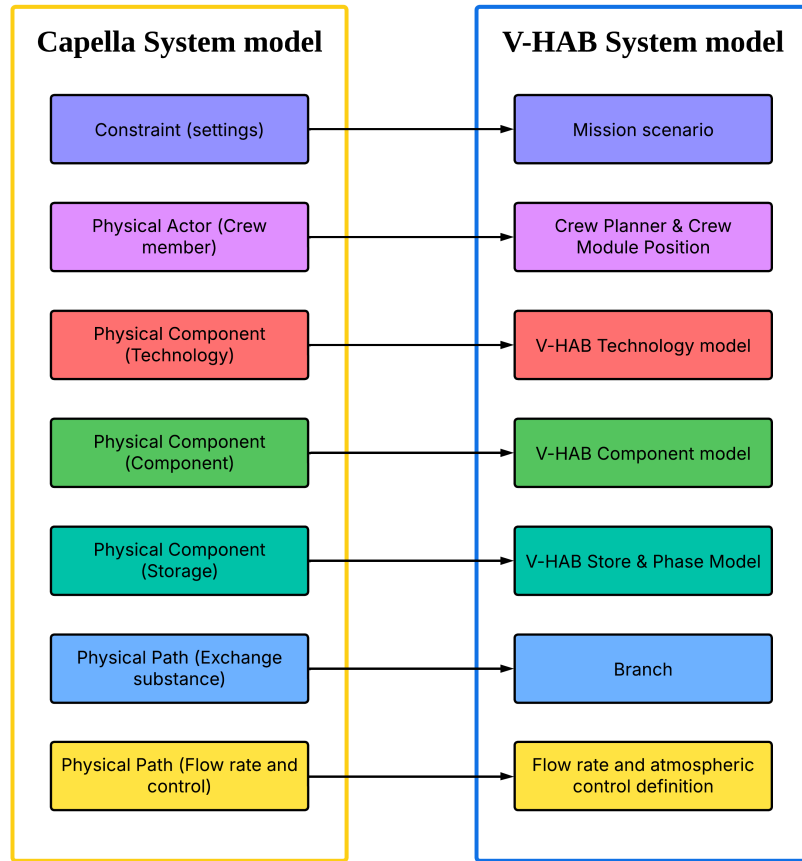 Capella System model
V-HAB System model
Constraint (settings)
Mission scenario
Physical Actor (Crew
member)
Crew Planner & Crew
Module Position
Physical Component
(Technology)
V-HAB Technology model
Physical Component
(Component)
V-HAB Component model
Physical Component
(Storage)
V-HAB Store & Phase Model
Physical Path (Exchange
substance)
Branch
Physical Path (Flow rate and
control)
Flow rate and atmospheric
control definition